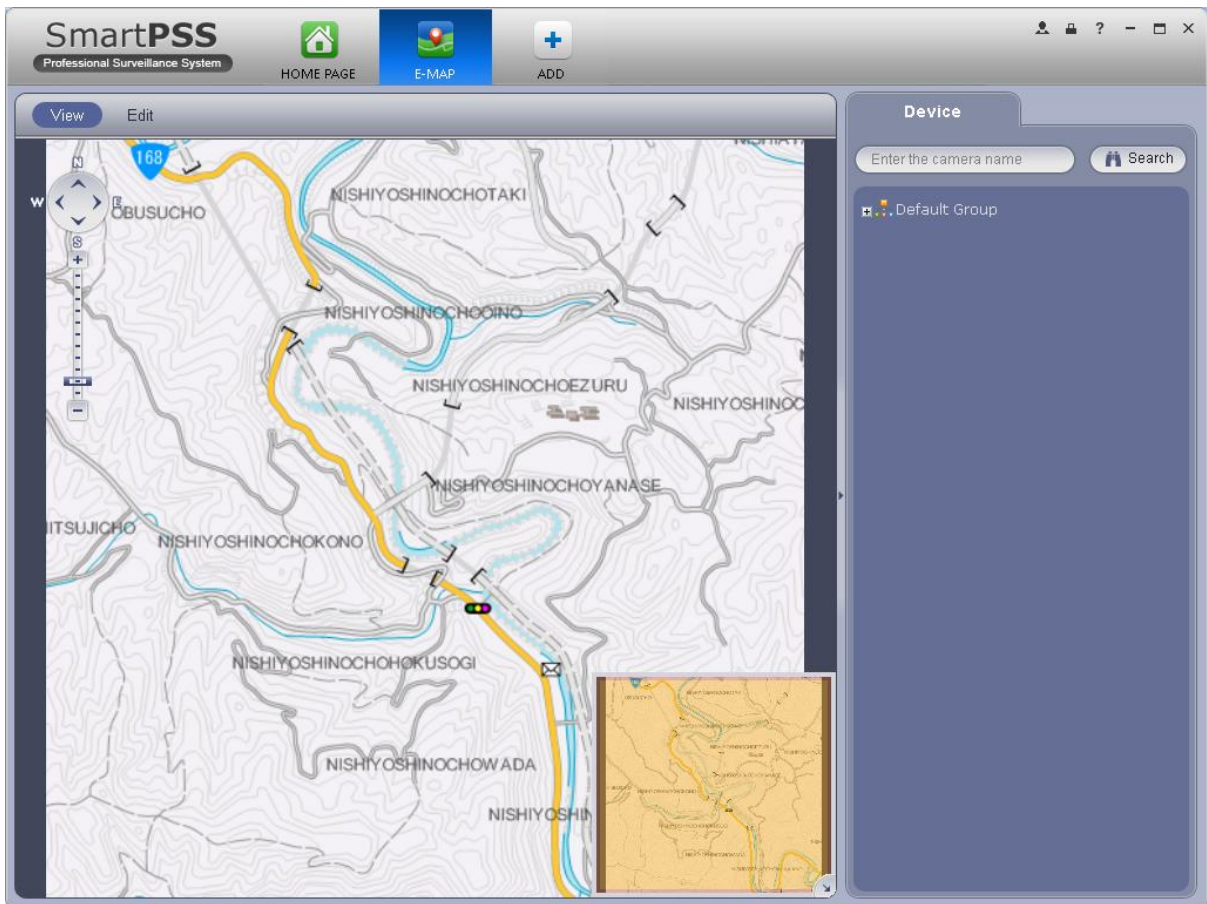 SmartPSS
Professional Surveillance System
HOME PAGE
E-MAP
ADD
?
View
Edit
Device
Enter the camera name
Search
Default Group
N
W
E
S
168
OBUSUCHO
NISHIYOSHINOCHOTAKI
NISHIYOSHINOCHOOINO
NISHIYOSHINOCHOEZURU
NISHIYOSHINOC
NISHIYOSHINOCHOYANASE
ITSUJICHO
NISHIYOSHINOCHOKONO
NISHIYOSHINOCHOHOKUSOGI
NISHIYOSHINOCHOWADA
NISHIYOSHIN